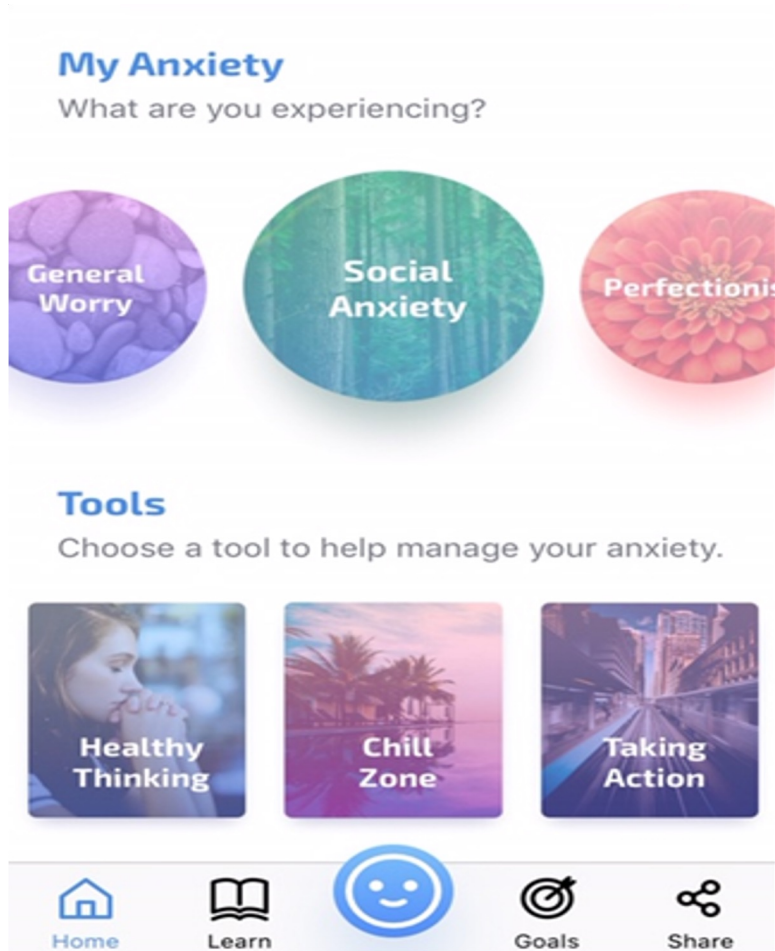 My Anxiety
What are you experiencing?
General
Worry
Social
Anxiety
Perfectionis
Tools
Choose a tool to help manage your anxiety.
Healthy
Thinking
Chill
Zone
Taking
Action
Home
Learn
Goals
Share